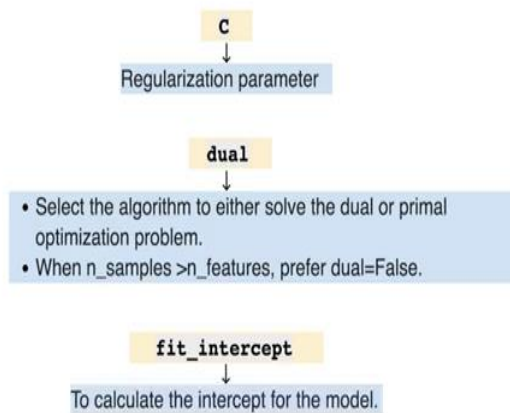 C
Regularization parameter
dual
• Select the algorithm to either solve the dual or primal
optimization problem.
• When n_samples >n_features, prefer dual=False.
fit_intercept
To calculate the intercept for the model.